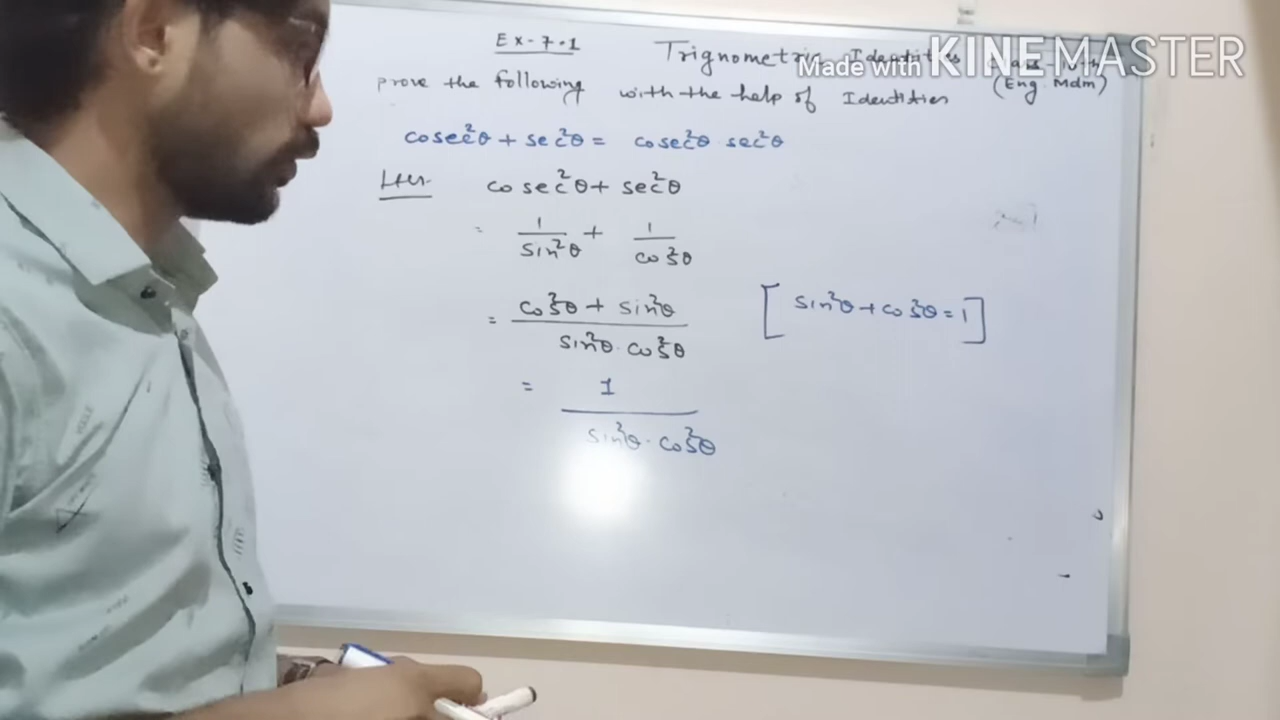 Ex-7.1 Trignometric Identities
Made with KINEMASTER
prove the following with the help of Identities (Eng. Mdm)
cosec²θ + sec²θ = cosec²θ . sec²θ
LHS. cosec²θ + sec²θ
= 1/sin²θ + 1/cos²θ
= cos²θ + sin²θ / sin²θ . cos²θ [sin²θ + cos²θ = 1]
= 1 / sin²θ . cos²θ